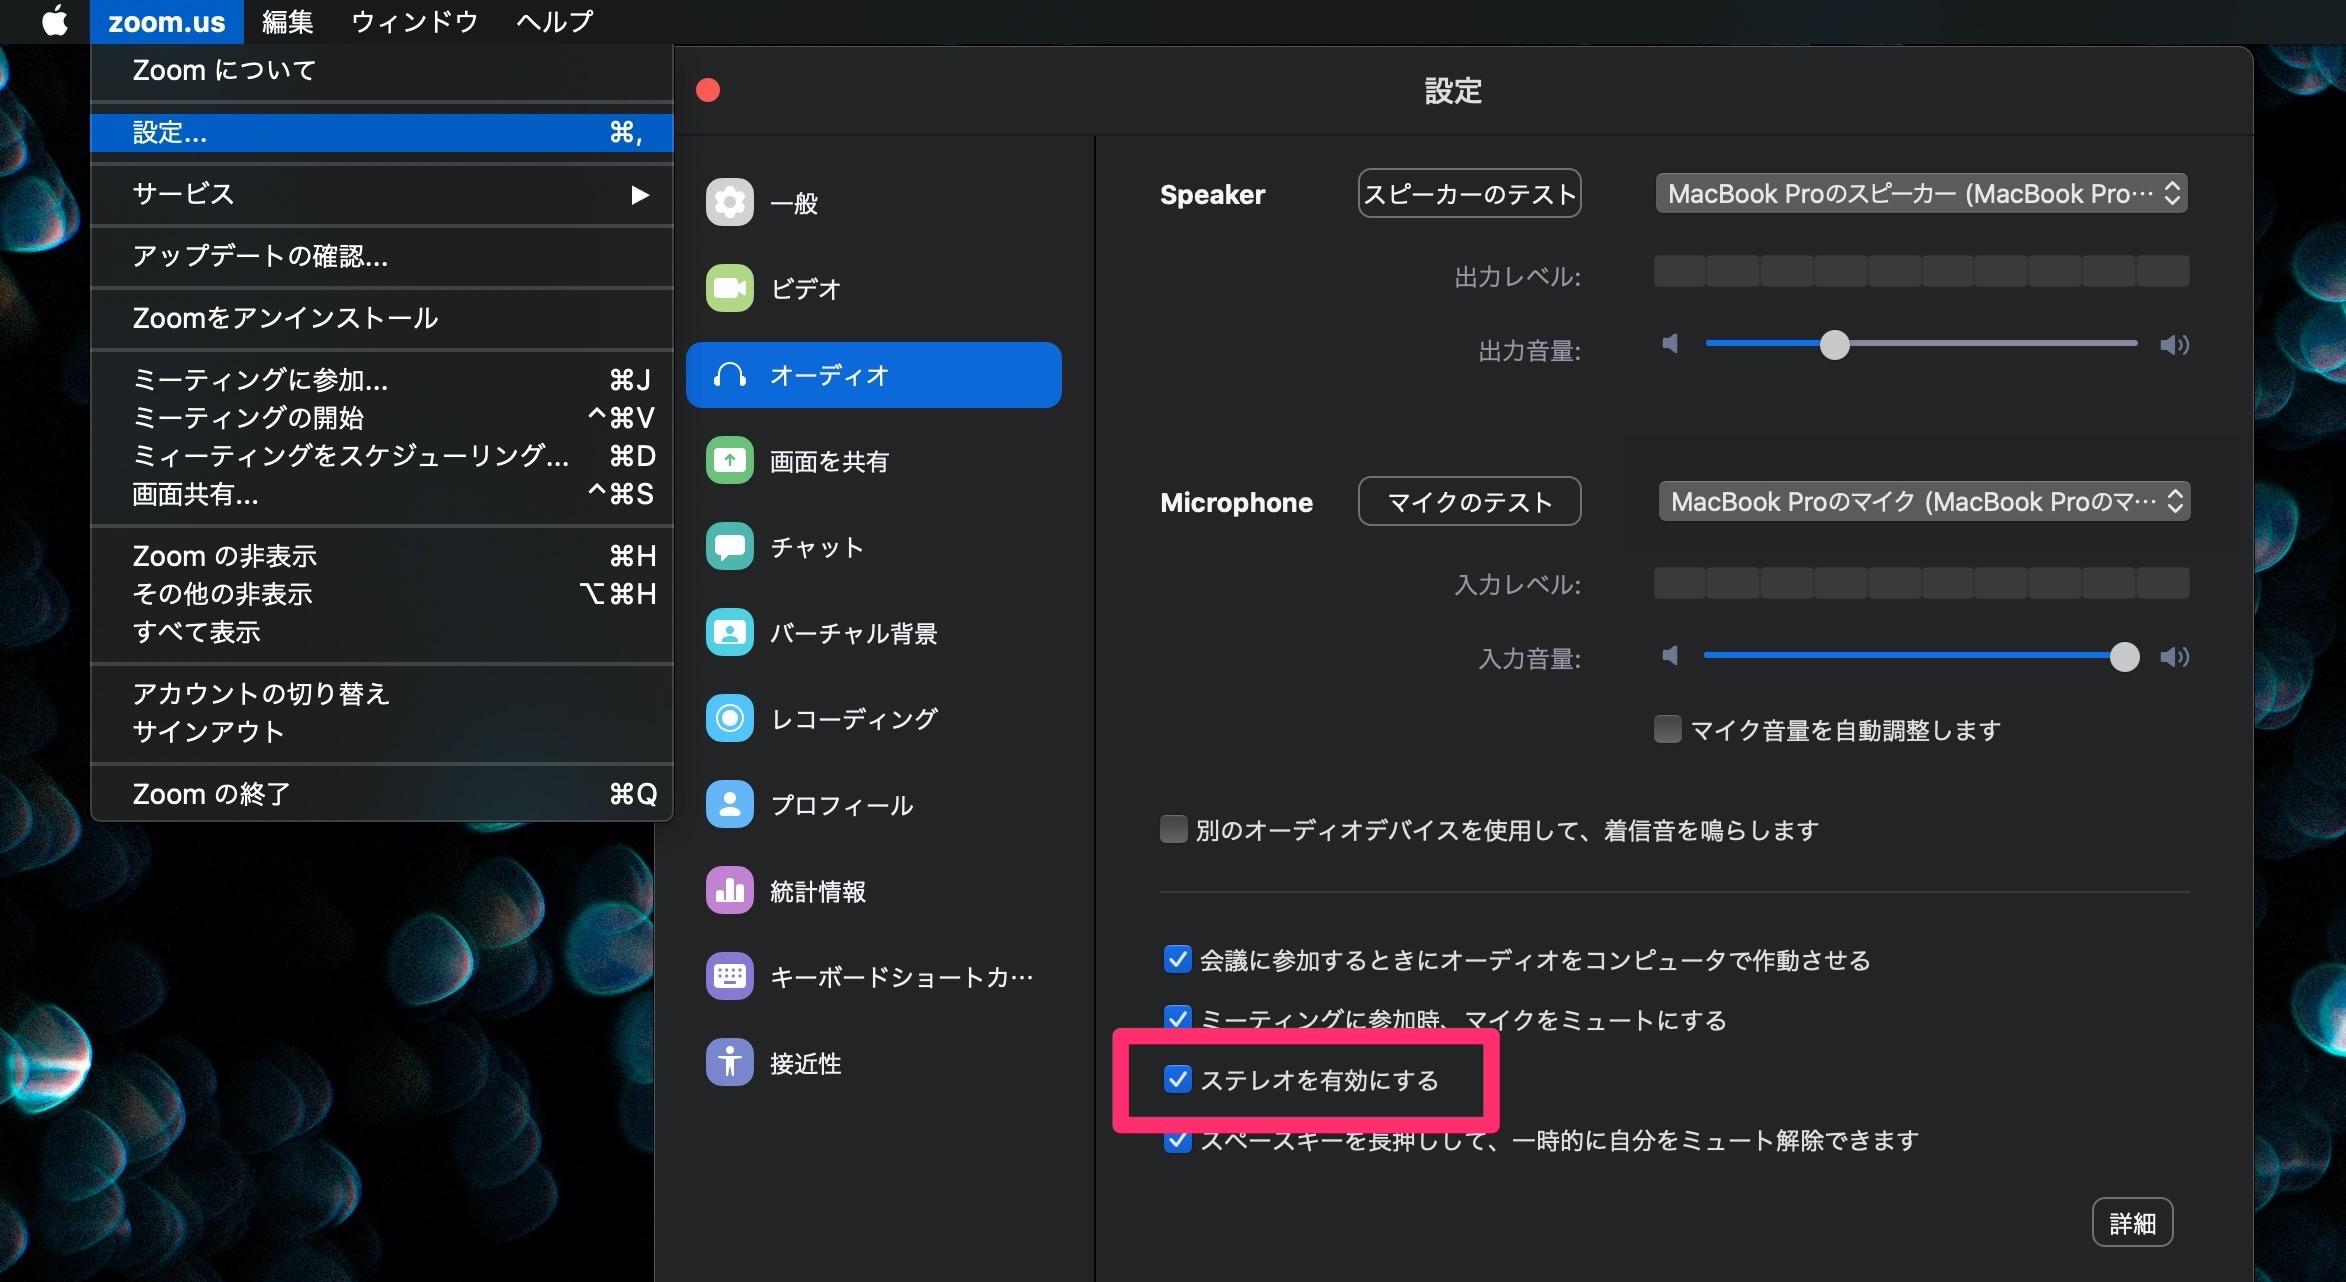 zoom.us 編集 ウィンドウ ヘルプ
Zoom について
設定... ⌘,
サービス ▶
アップデートの確認...
Zoomをアンインストール
ミーティングに参加... ⌘J
ミーティングの開始 ^⌘V
ミィーティングをスケジューリング... ⌘D
画面共有... ^⌘S
Zoom の非表示 ⌘H
その他の非表示 ⌥⌘H
すべて表示
アカウントの切り替え
サインアウト
Zoom の終了 ⌘Q
設定
一般
ビデオ
オーディオ
画面を共有
チャット
バーチャル背景
レコーディング
プロフィール
統計情報
キーボードショートカ…
接近性
Speaker スピーカーのテスト MacBook Proのスピーカー (MacBook Pro…
出力レベル:
出力音量:
Microphone マイクのテスト MacBook Proのマイク (MacBook Proのマ…
入力レベル:
入力音量:
マイク音量を自動調整します
別のオーディオデバイスを使用して、着信音を鳴らします
会議に参加するときにオーディオをコンピュータで作動させる
ミーティングに参加時、マイクをミュートにする
ステレオを有効にする
スペースキーを長押しして、一時的に自分をミュート解除できます
詳細